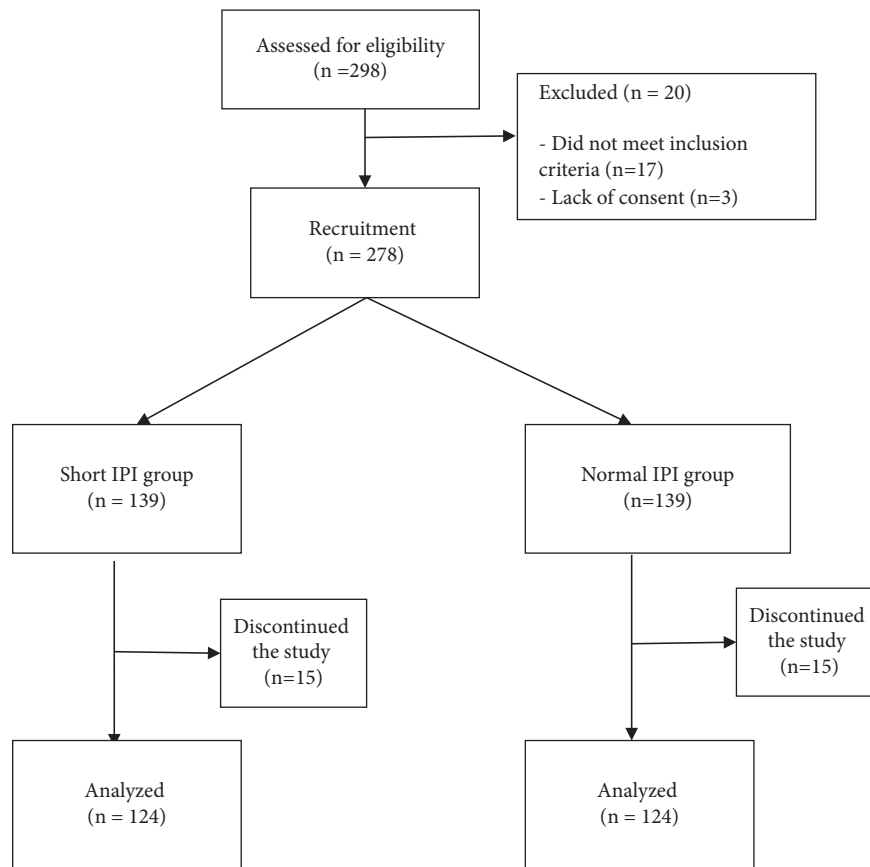 Assessed for eligibility
(n =298)
Excluded (n = 20)
- Did not meet inclusion
criteria (n=17)
- Lack of consent (n=3)
Recruitment
(n = 278)
Short IPI group
(n = 139)
Normal IPI group
(n=139)
Discontinued
the study
(n=15)
Discontinued
the study
(n=15)
Analyzed
(n = 124)
Analyzed
(n = 124)